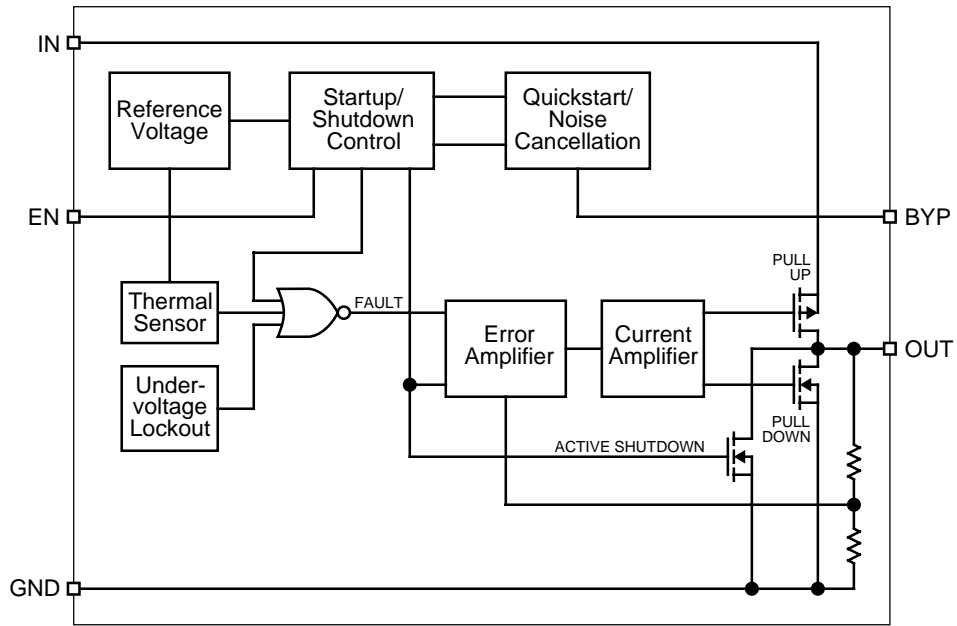 IN
Reference
Voltage
Startup/
Shutdown
Control
Quickstart/
Noise
Cancellation
EN
BYP
PULL
UP
Thermal
Sensor
FAULT
Error
Amplifier
Current
Amplifier
OUT
Under-
voltage
Lockout
PULL
DOWN
ACTIVE SHUTDOWN
GND